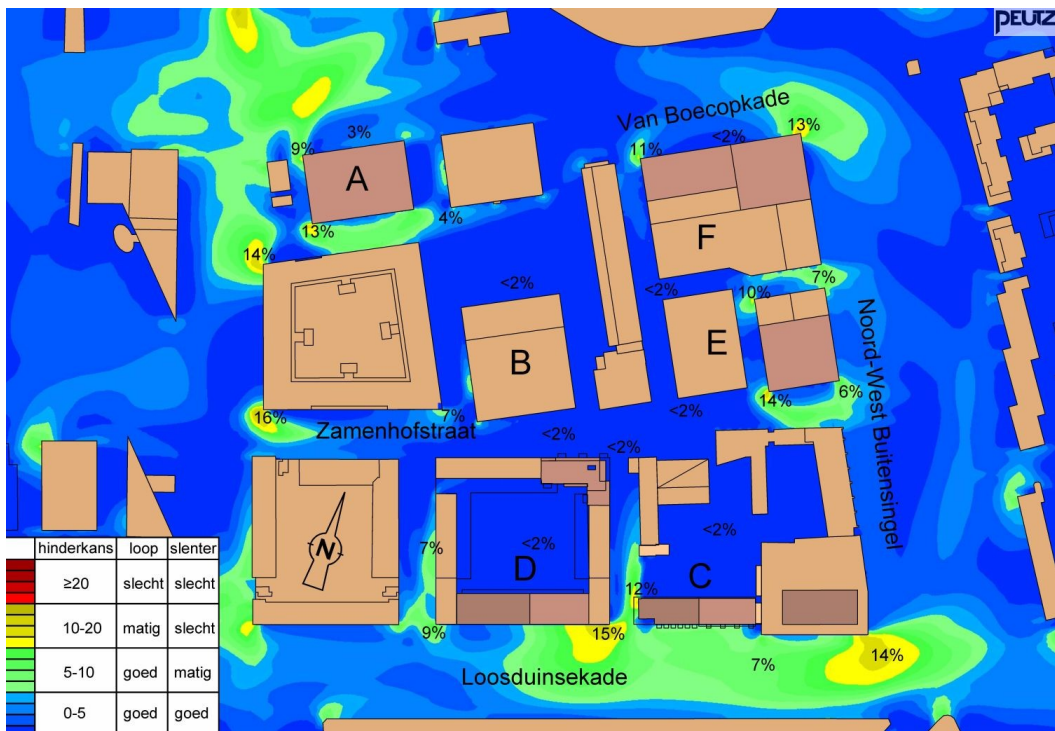 PEUTZ
Van Boecopkade
<2%
13%
3%
9%
11%
A
4%
F
13%
14%
<2%
<2%
7%
10%
B
E
Noord-West Buitensingel
16%
7%
<2%
14%
6%
Zamenhofstraat
<2%
<2%
N
7%
<2%
D
<2%
C
12%
9%
15%
7%
14%
Loosduinsekade
hinderkans loop slenter
≥20 slecht slecht
10-20 matig slecht
5-10 goed matig
0-5 goed goed